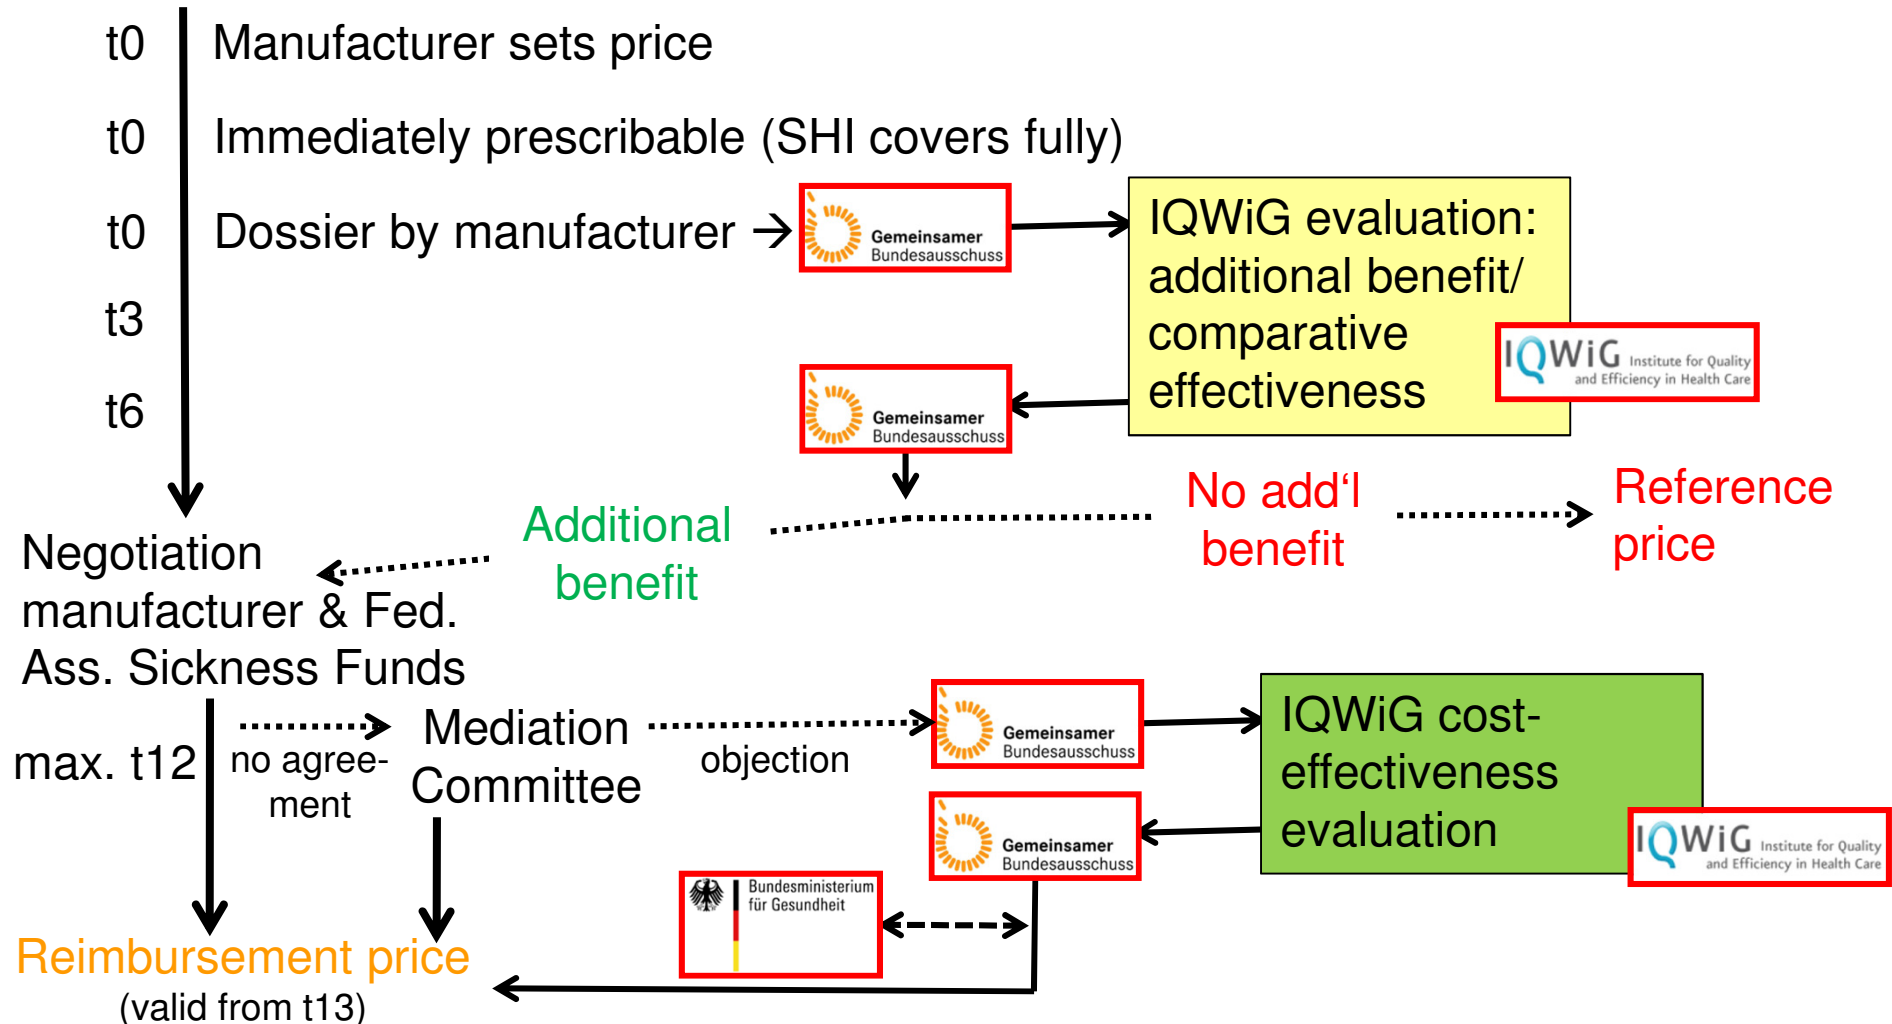 t0 Manufacturer sets price
t0 Immediately prescribable (SHI covers fully)
t0 Dossier by manufacturer →
Gemeinsamer
Bundesausschuss
IQWiG evaluation:
additional benefit/
comparative
effectiveness
IQWiG Institute for Quality
and Efficiency in Health Care
t3
t6
Gemeinsamer
Bundesausschuss
Additional
benefit
No add‘l
benefit
Reference
price
Negotiation
manufacturer & Fed.
Ass. Sickness Funds
max. t12
no agree-
ment
Mediation
Committee
objection
Gemeinsamer
Bundesausschuss
IQWiG cost-
effectiveness
evaluation
IQWiG Institute for Quality
and Efficiency in Health Care
Gemeinsamer
Bundesausschuss
Bundesministerium
für Gesundheit
Reimbursement price
(valid from t13)